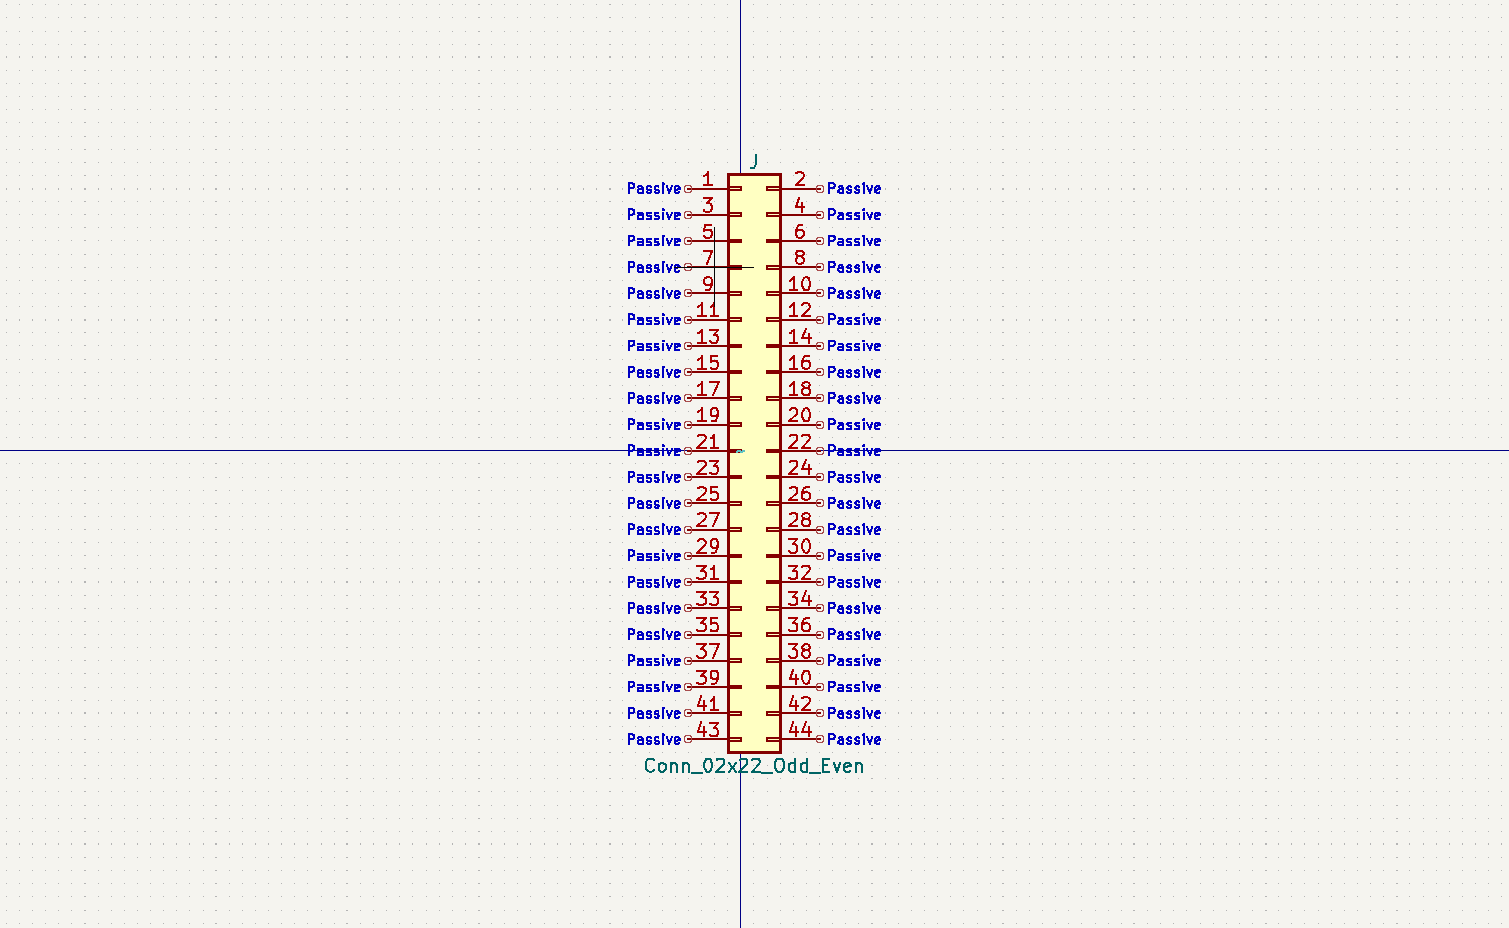 J
Passive 1 2 Passive
Passive 3 4 Passive
Passive 5 6 Passive
Passive 7 8 Passive
Passive 9 10 Passive
Passive 11 12 Passive
Passive 13 14 Passive
Passive 15 16 Passive
Passive 17 18 Passive
Passive 19 20 Passive
Passive 21 22 Passive
Passive 23 24 Passive
Passive 25 26 Passive
Passive 27 28 Passive
Passive 29 30 Passive
Passive 31 32 Passive
Passive 33 34 Passive
Passive 35 36 Passive
Passive 37 38 Passive
Passive 39 40 Passive
Passive 41 42 Passive
Passive 43 44 Passive
Conn_02x22_Odd_Even